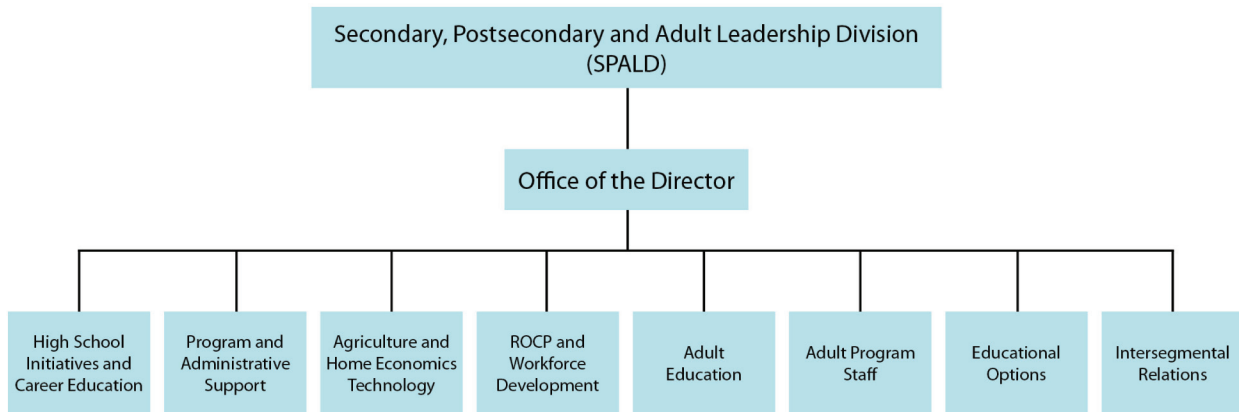 Secondary, Postsecondary and Adult Leadership Division
(SPALD)
Office of the Director
High School
Initiatives and
Career Education
Program and
Administrative
Support
Agriculture and
Home Economics
Technology
ROCP and
Workforce
Development
Adult
Education
Adult Program
Staff
Educational
Options
Intersegmental
Relations